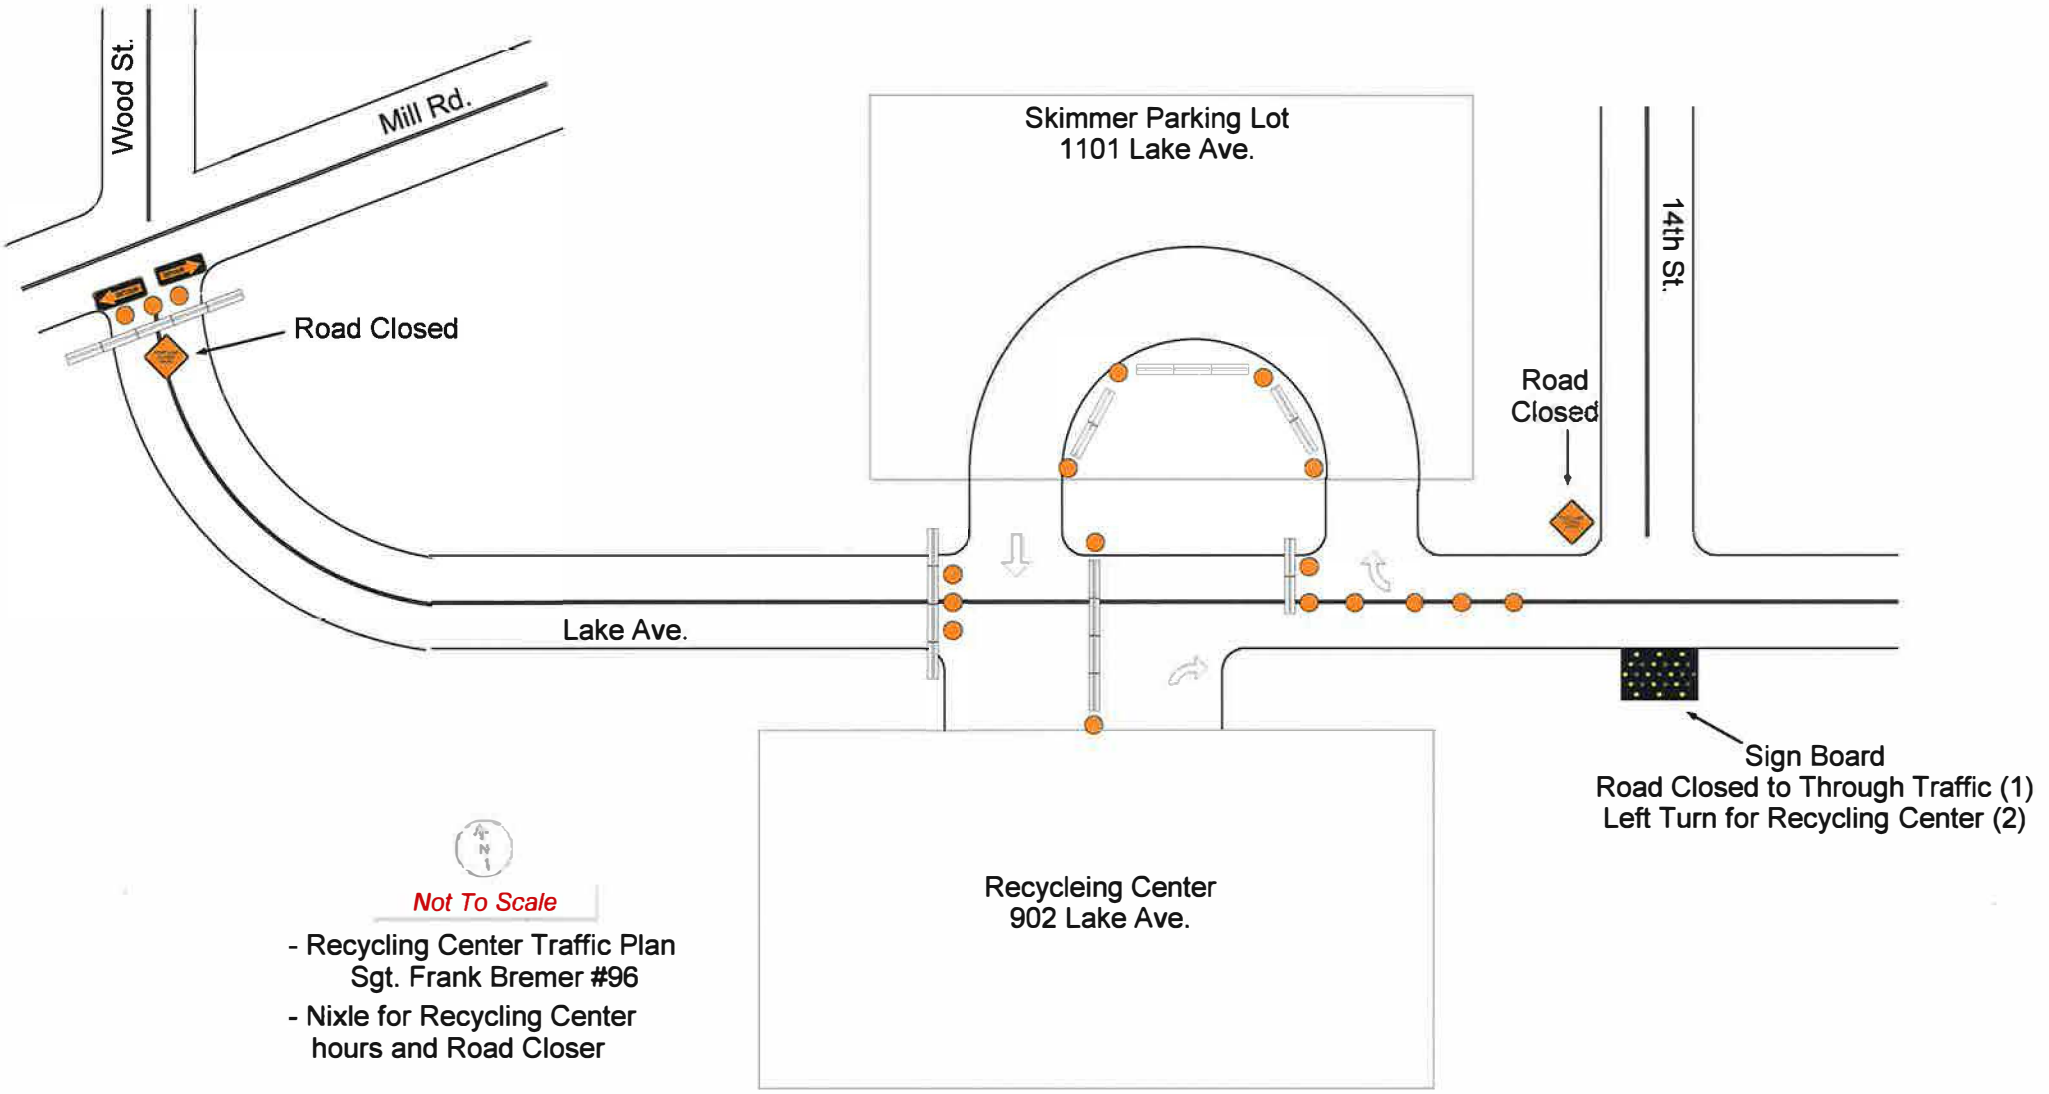 Wood St.
Mill Rd.
Skimmer Parking Lot
1101 Lake Ave.
14th St.
Road Closed
Road
Closed
Lake Ave.
Sign Board
Road Closed to Through Traffic (1)
Left Turn for Recycling Center (2)
N
Not To Scale
- Recycling Center Traffic Plan
Sgt. Frank Bremer #96
- Nixle for Recycling Center
hours and Road Closer
Recycleing Center
902 Lake Ave.